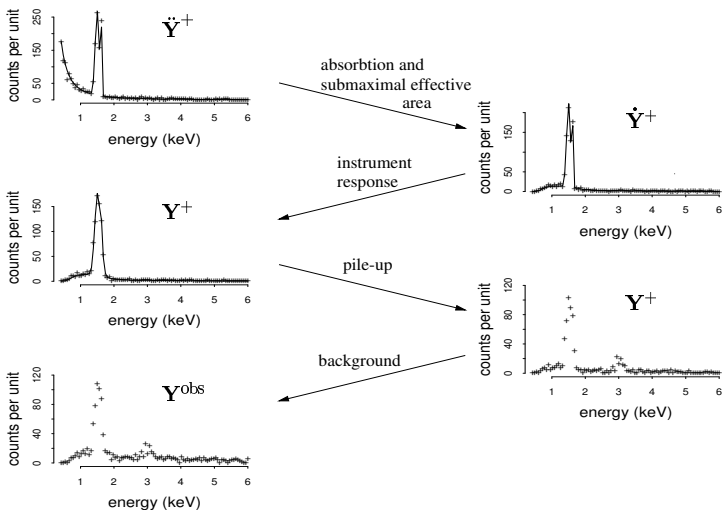 Ÿ+
counts per unit
0 50 150 250
1 2 3 4 5 6
energy (keV)
absorbtion and
submaximal effective
area
Ẏ+
counts per unit
0 50 150
1 2 3 4 5 6
energy (keV)
instrument
response
Y+
counts per unit
0 50 100 150
1 2 3 4 5 6
energy (keV)
pile-up
Y+
counts per unit
0 40 80 120
1 2 3 4 5 6
energy (keV)
background
Yobs
counts per unit
0 40 80 120
1 2 3 4 5 6
energy (keV)